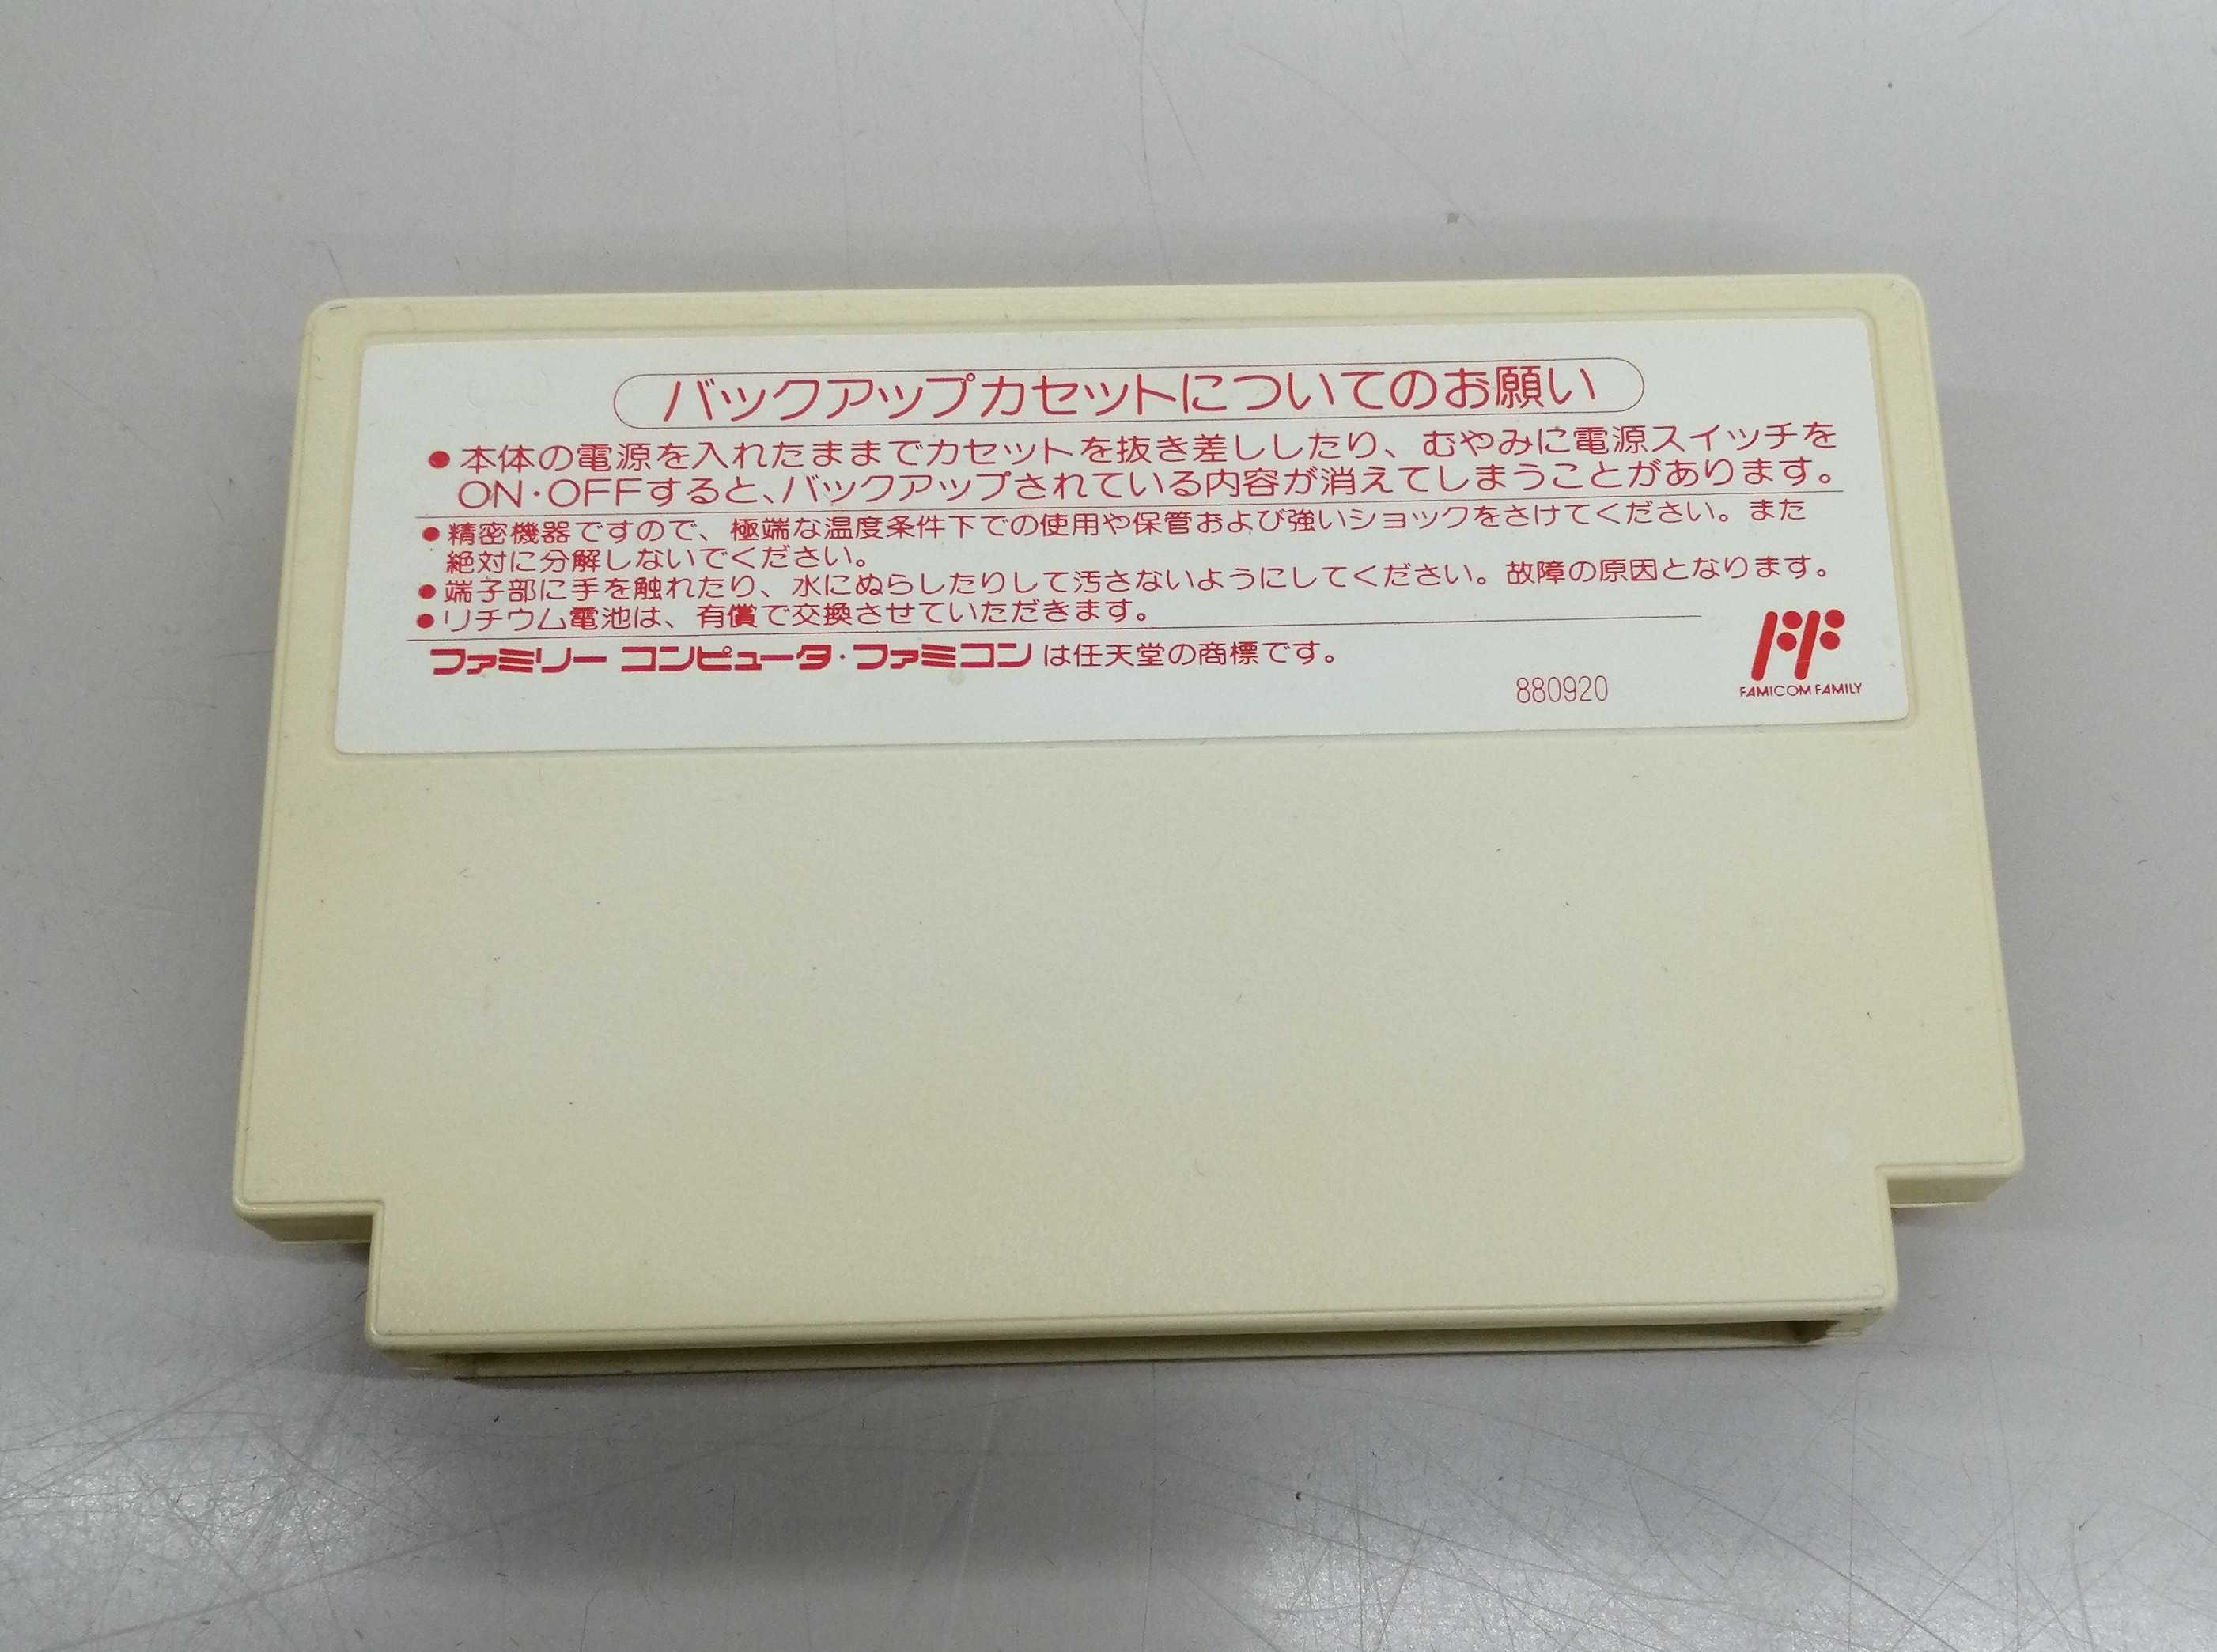 バックアップカセットについてのお願い
●本体の電源を入れたままでカセットを抜き差ししたり、むやみに電源スイッチを
ON・OFFすると、バックアップされている内容が消えてしまうことがあります。
●精密機器ですので、極端な温度条件下での使用や保管および強いショックをさけてください。また
絶対に分解しないでください。
●端子部に手を触れたり、水にぬらしたりして汚さないようにしてください。故障の原因となります。
●リチウム電池は、有償で交換させていただきます。
ファミリー コンピュータ・ファミコン は任天堂の商標です。
880920
FAMICOM FAMILY